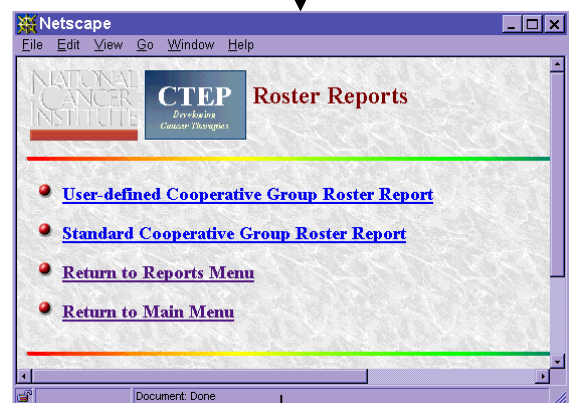 Netscape
File Edit View Go Window Help
NATIONAL
CANCER
INSTITUTE
CTEP
Developing
Cancer Therapies
Roster Reports
User-defined Cooperative Group Roster Report
Standard Cooperative Group Roster Report
Return to Reports Menu
Return to Main Menu
Document: Done